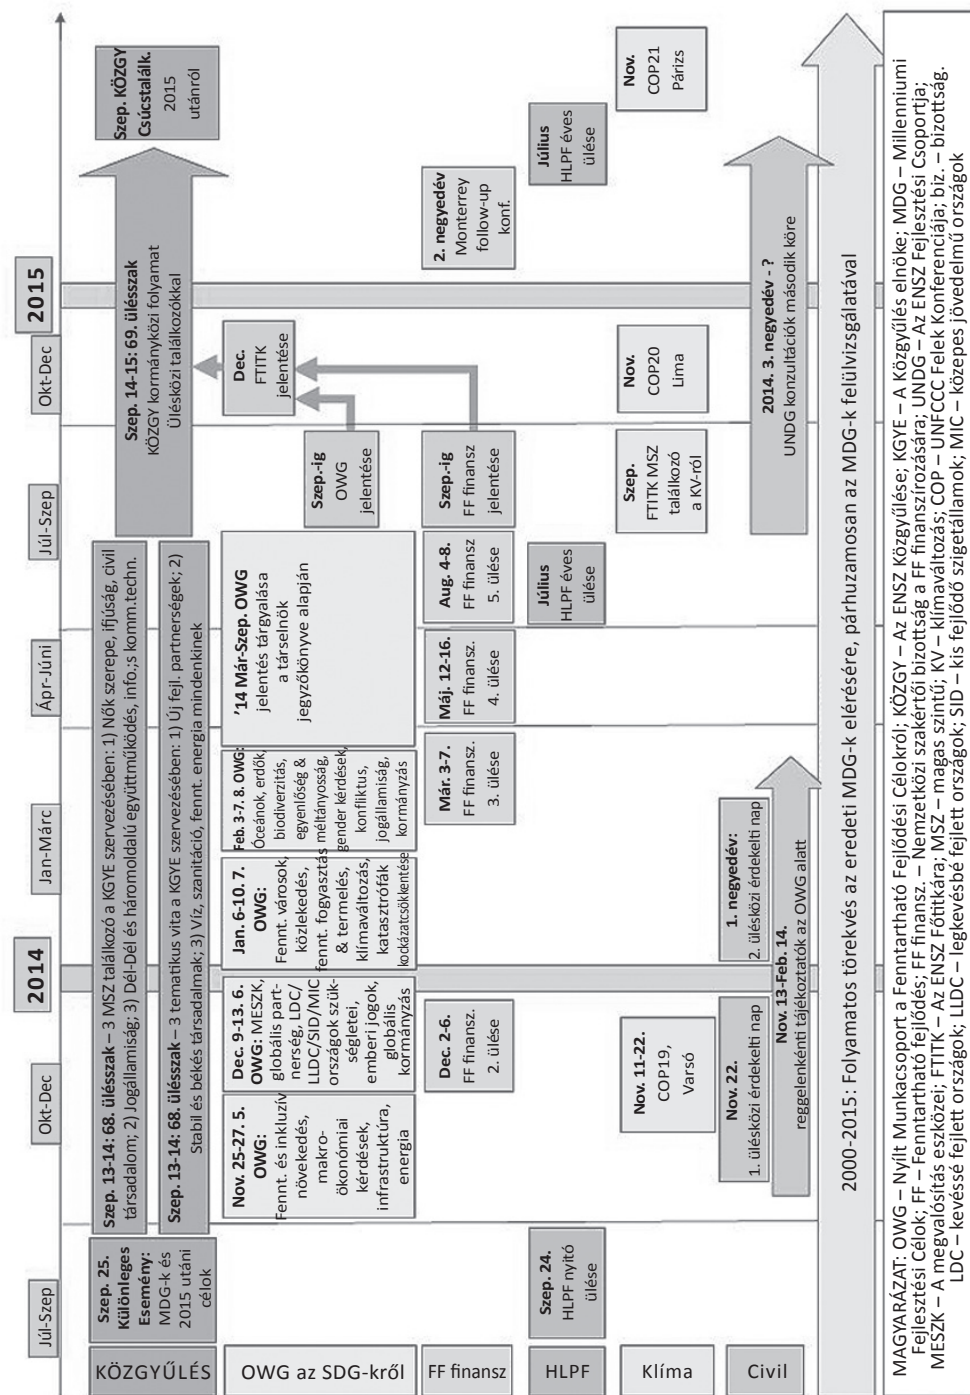 2014
2015
Júl-Szep
Okt-Dec
Jan-Márc
Ápr-Júni
Júl-Szep
Okt-Dec
KÖZGYŰLÉS
Szep. 25.
Különleges
Esemény:
MDG-k és
2015 utáni
célok
Szep. 13-14: 68. ülésszak – 3 MSZ találkozó a KGYE szervezésében: 1) Nők szerepe, ifjúság, civil
társadalom; 2) Jogállamiság; 3) Dél-Dél és háromoldalú együttműködés, info.;s komm.techn.
Szep. 13-14: 68. ülésszak – 3 tematikus vita a KGYE szervezésében: 1) Új fejl. partnerségek; 2)
Stabil és békés társadalmak; 3) Víz, szanitáció, fennt. energia mindenkinek
Szep. 14-15: 69. ülésszak
KÖZGY kormányközi folyamat
Ülésközi találkozókkal
Szep. KÖZGY
Csúcstalálk.
2015
utánról
OWG az SDG-kről
Nov. 25-27. 5.
OWG:
Fennt. és inkluzív
növekedés,
makro-
ökonómiai
kérdések,
infrastruktúra,
energia
Dec. 9-13. 6.
OWG: MESZK,
globális part-
nerség, LDC/
LLDC/SID/MIC
országok szük-
ségletei,
emberi jogok,
globális
kormányzás
Jan. 6-10. 7.
OWG:
Fennt. városok,
közlekedés,
fennt. fogyasztás
& termelés,
klímaváltozás,
katasztrófák
kockázatcsökkentése
Feb. 3-7. 8. OWG:
Óceánok, erdők,
biodiverzitás,
egyenlőség &
méltányosság,
gender kérdések,
konfliktus,
jogállamiság,
kormányzás
'14 Már-Szep. OWG
jelentés tárgyalása
a társelnök
jegyzőkönyve alapján
Szep.-ig
OWG
jelentése
Dec.
FTITK
jelentése
FF finansz
Dec. 2-6.
FF finansz.
2. ülése
Már. 3-7.
FF finansz.
3. ülése
Máj. 12-16.
FF finansz.
4. ülése
Aug. 4-8.
FF finansz
5. ülése
Szep.-ig
FF finansz
jelentése
2. negyedév
Monterrey
follow-up
konf.
HLPF
Szep. 24.
HLPF nyitó
ülése
Július
HLPF éves
ülése
Július
HLPF éves
ülése
Klíma
Nov. 11-22.
COP19,
Varsó
Szep.
FTITK MSZ
találkozó
a KV-ról
Nov.
COP20
Lima
Nov.
COP21
Párizs
Civil
Nov. 22.
1. ülésközi érdekelti nap
1. negyedév:
2. ülésközi érdekelti nap
Nov. 13-Feb. 14.
reggelenkénti tájékoztatók az OWG alatt
2014. 3. negyedév - ?
UNDG konzultációk második köre
2000-2015: Folyamatos törekvés az eredeti MDG-k elérésére, párhuzamosan az MDG-k felülvizsgálatával
MAGYARÁZAT: OWG – Nyílt Munkacsoport a Fenntartható Fejlődési Célokról; KÖZGY – Az ENSZ Közgyűlése; KGYE – A Közgyűlés elnöke; MDG – Millenniumi
Fejlesztési Célok; FF – Fenntartható fejlődés; FF finansz. – Nemzetközi szakértői bizottság a FF finanszírozására; UNDG – Az ENSZ Fejlesztési Csoportja;
MESZK – A megvalósítás eszközei; FTITK – Az ENSZ Főtitkára; MSZ – magas szintű; KV – klímaváltozás; COP – UNFCCC Felek Konferenciája; biz. – bizottság.
LDC – kevéssé fejlett országok; LLDC – legkevésbé fejlett országok; SID – kis fejlődő szigetállamok; MIC – közepes jövedelmű országok